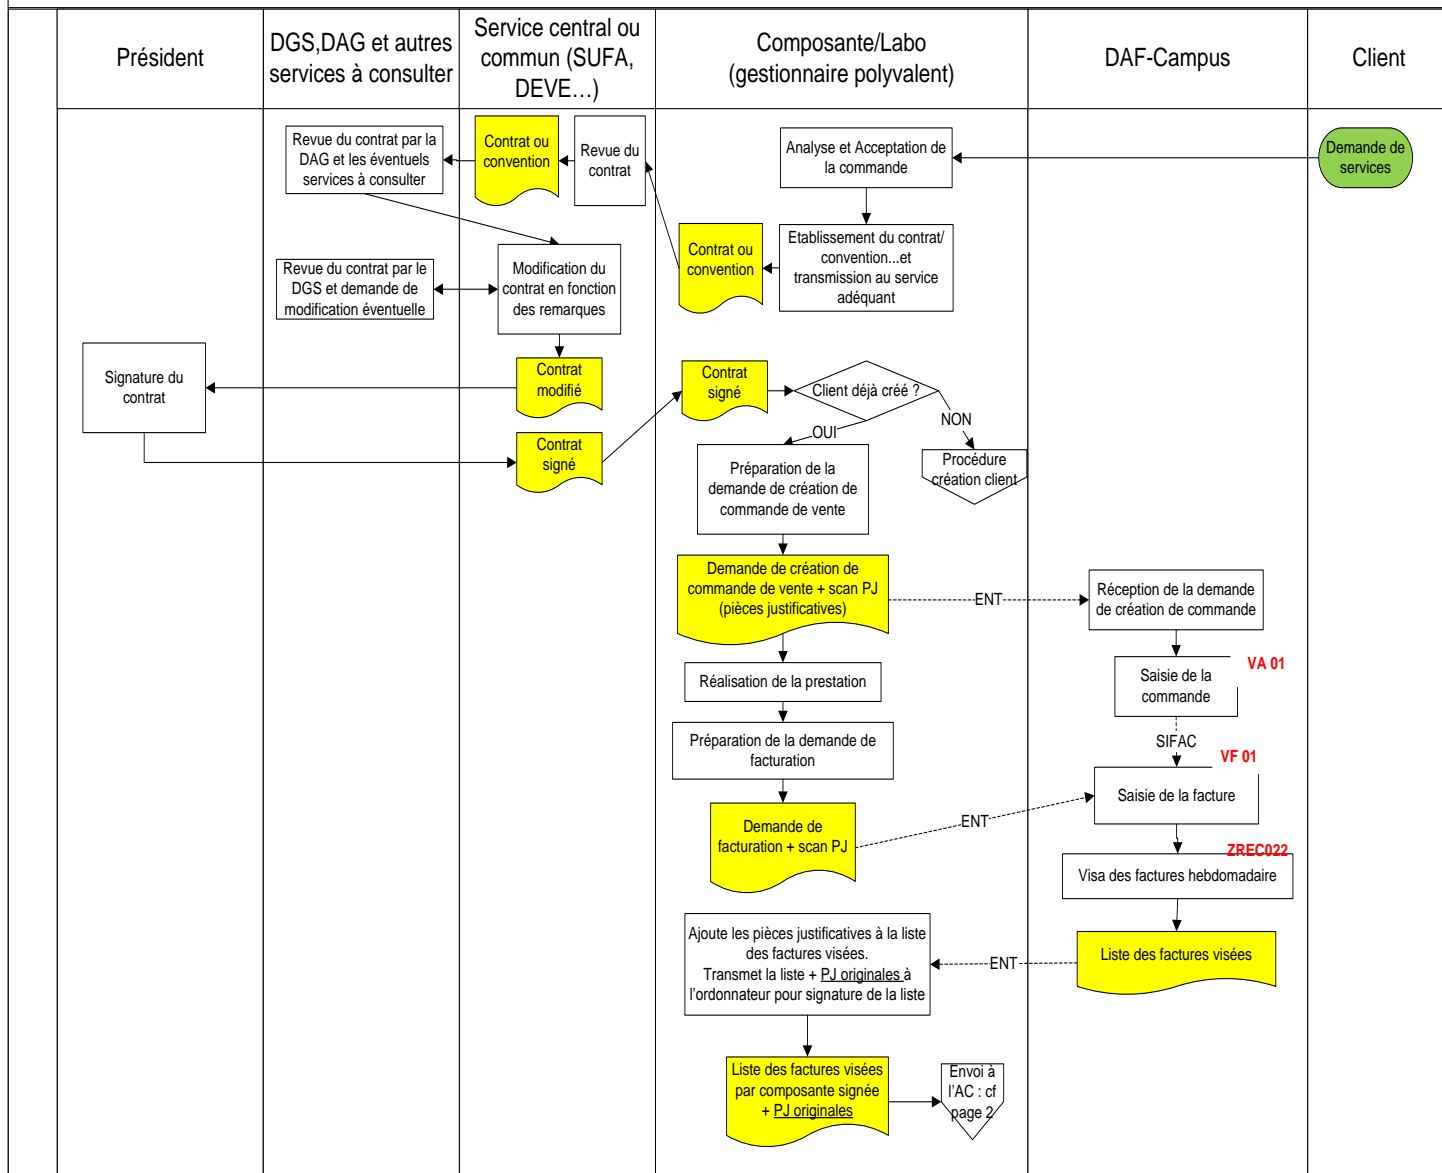 Président
DGS,DAG et autres
services à consulter
Service central ou
commun (SUFA,
DEVE…)
Composante/Labo
(gestionnaire polyvalent)
DAF-Campus
Client
Revue du contrat par la
DAG et les éventuels
services à consulter
Contrat ou
convention
Revue du
contrat
Analyse et Acceptation de
la commande
Demande de
services
Contrat ou
convention
Etablissement du contrat/
convention...et
transmission au service
adéquant
Revue du contrat par le
DGS et demande de
modification éventuelle
Modification du
contrat en fonction
des remarques
Signature du
contrat
Contrat
modifié
Contrat
signé
Client déjà créé ?
OUI
NON
Contrat
signé
Préparation de la
demande de création de
commande de vente
Procédure
création client
Demande de création de
commande de vente + scan PJ
(pièces justificatives)
ENT
Réception de la demande
de création de commande
Réalisation de la prestation
Saisie de la
commande
VA 01
SIFAC
Préparation de la demande de
facturation
VF 01
Saisie de la facture
Demande de
facturation + scan PJ
ENT
ZREC022
Visa des factures hebdomadaire
Ajoute les pièces justificatives à la liste
des factures visées.
Transmet la liste + PJ originales à
l'ordonnateur pour signature de la liste
ENT
Liste des factures visées
Liste des factures visées
par composante signée
+ PJ originales
Envoi à
l'AC : cf
page 2